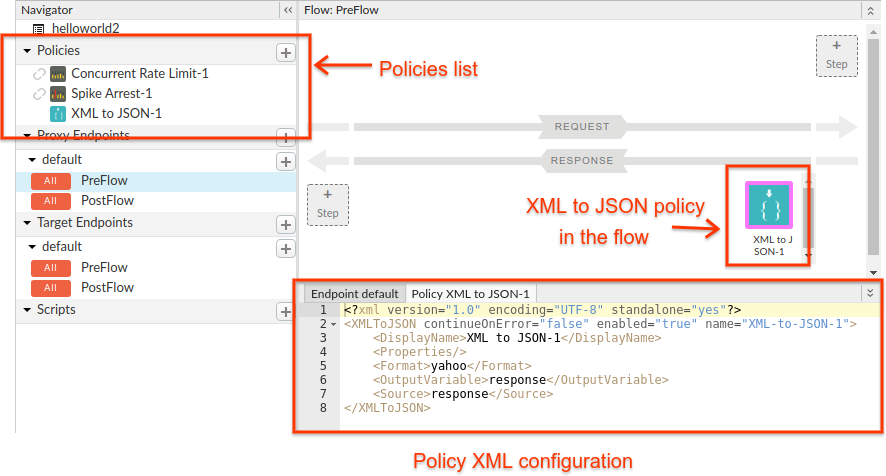 Navigator
helloworld2
Policies
Concurrent Rate Limit-1
Spike Arrest-1
XML to JSON-1
Proxy Endpoints
default
All PreFlow
All PostFlow
Target Endpoints
default
All PreFlow
All PostFlow
Scripts
Policies list
Flow: PreFlow
+
Step
REQUEST
RESPONSE
+
Step
XML to JSON policy
in the flow
{ }
XML to J
SON-1
Endpoint default Policy XML to JSON-1
1 <?xml version="1.0" encoding="UTF-8" standalone="yes"?>
2 <XMLToJSON continueOnError="false" enabled="true" name="XML-to-JSON-1">
3 <DisplayName>XML to JSON-1</DisplayName>
4 <Properties/>
5 <Format>yahoo</Format>
6 <OutputVariable>response</OutputVariable>
7 <Source>response</Source>
8 </XMLToJSON>
Policy XML configuration